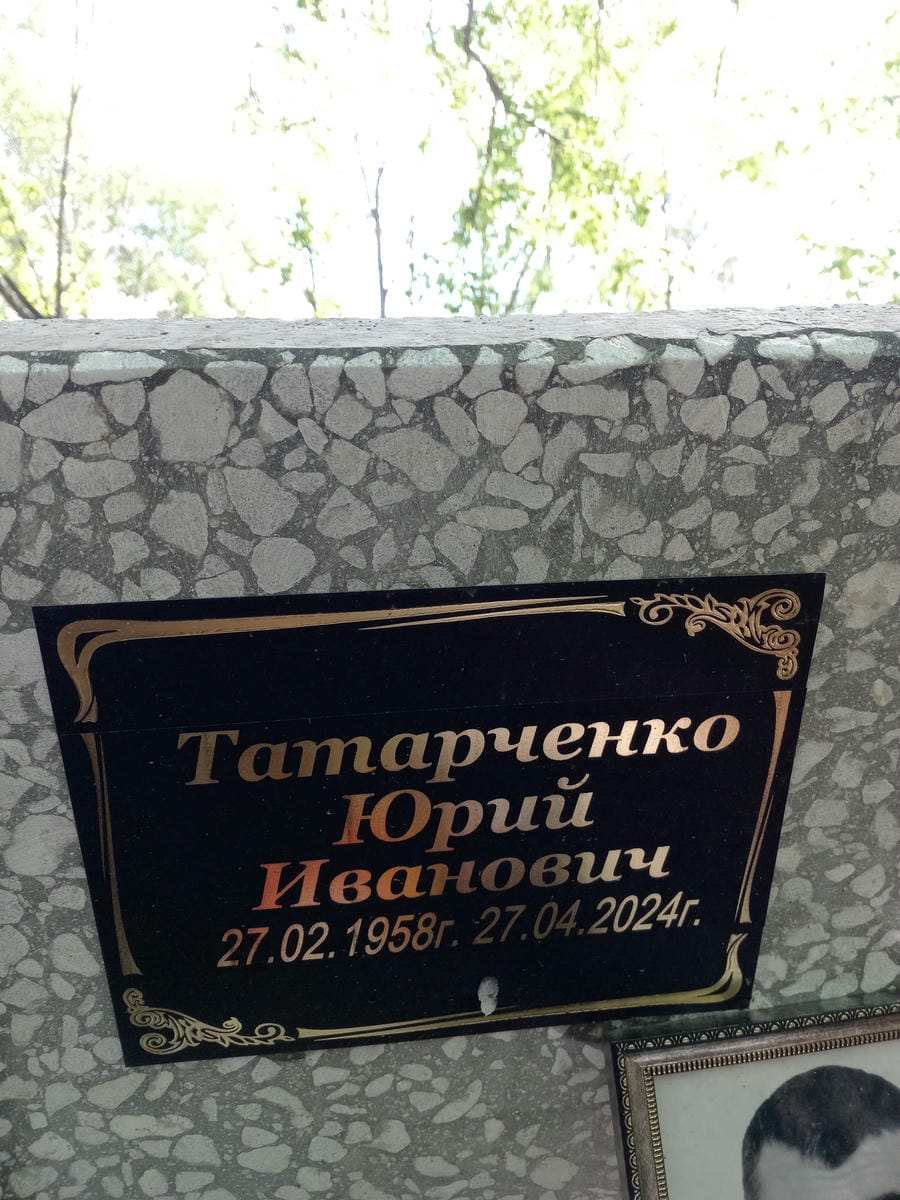 Татарченко
Юрий
Иванович
27.02.1958г. 27.04.2024г.